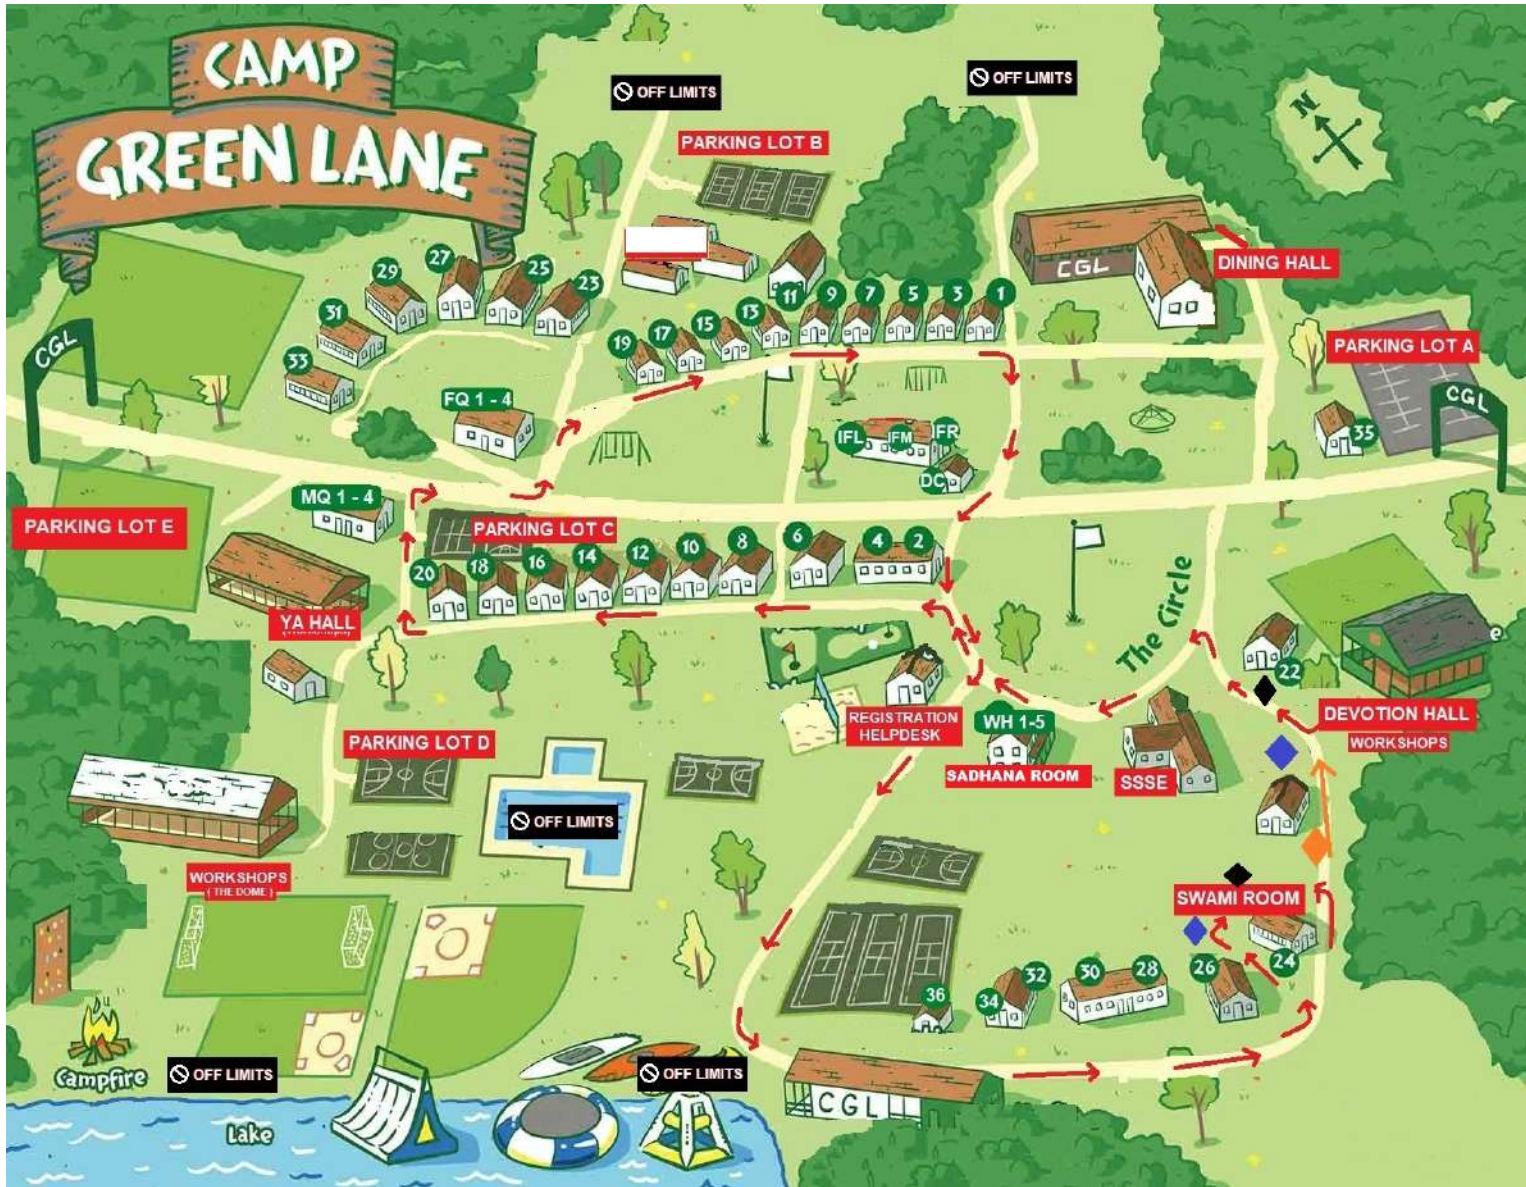 CAMP
GREEN LANE
OFF LIMITS
OFF LIMITS
N
PARKING LOT B
CGL
DINING HALL
29
27
25
23
31
33
19
17
15
13
11
9
7
5
3
1
CGL
PARKING LOT A
CGL
35
FQ 1 - 4
IFL
IFM
FR
DC
MQ 1 - 4
PARKING LOT E
PARKING LOT C
20
18
16
14
12
10
8
6
4
2
YA HALL
The Circle
22
e
DEVOTION HALL
WORKSHOPS
REGISTRATION
HELPDESK
WH 1-5
SADHANA ROOM
SSSE
PARKING LOT D
OFF LIMITS
WORKSHOPS
( THE DOME )
SWAMI ROOM
36
34
32
30
28
26
24
Campfire
OFF LIMITS
OFF LIMITS
CGL
Lake